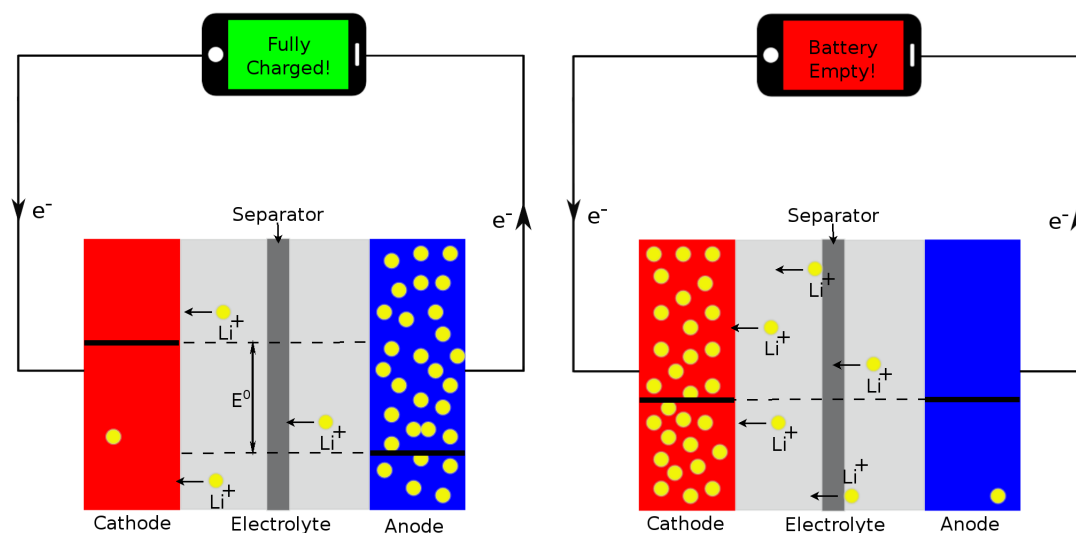 Fully
Charged!
e-
e-
Separator
Li+
E0
Li+
Li+
Cathode
Electrolyte
Anode
Battery
Empty!
e-
e-
Separator
Li+
Li+
Li+
Li+
Li+
Cathode
Electrolyte
Anode